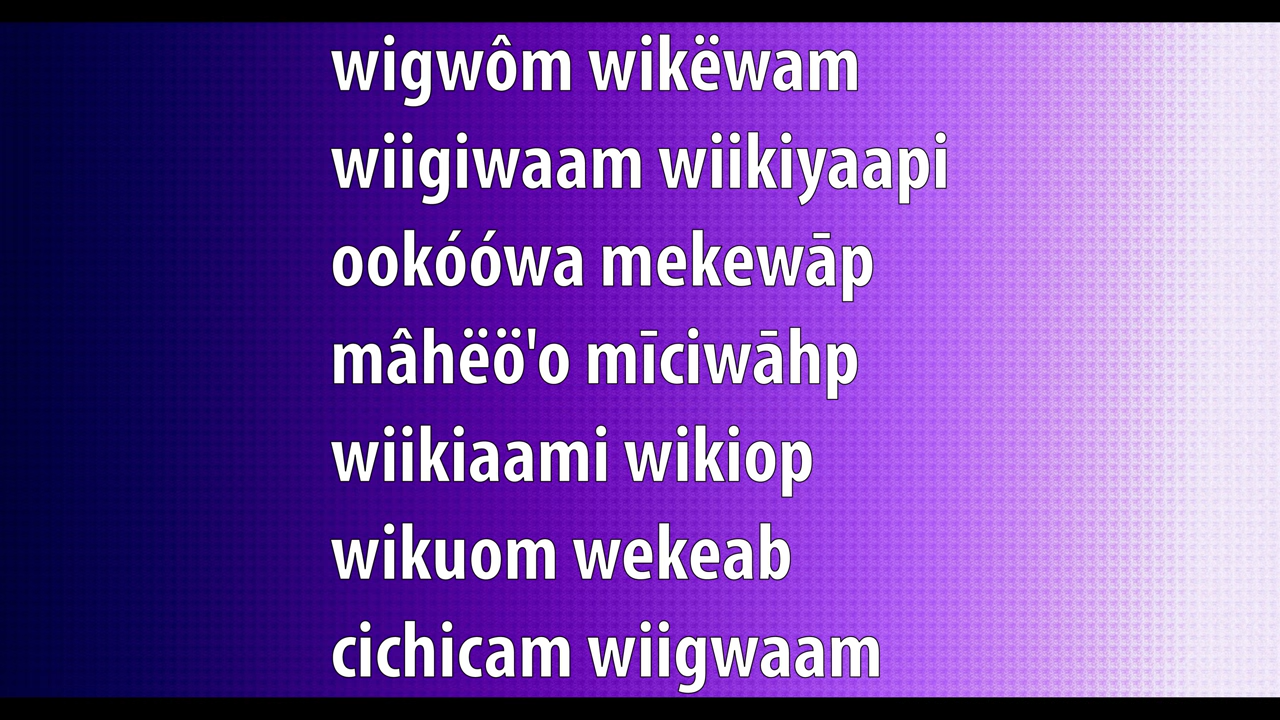 wigwôm wikëwam
wiigiwaam wiikiyaapi
ookóówa mekewāp
mâhëö'o mīciwāhp
wiikiaami wikiop
wikuom wekeab
cichicam wiigwaam